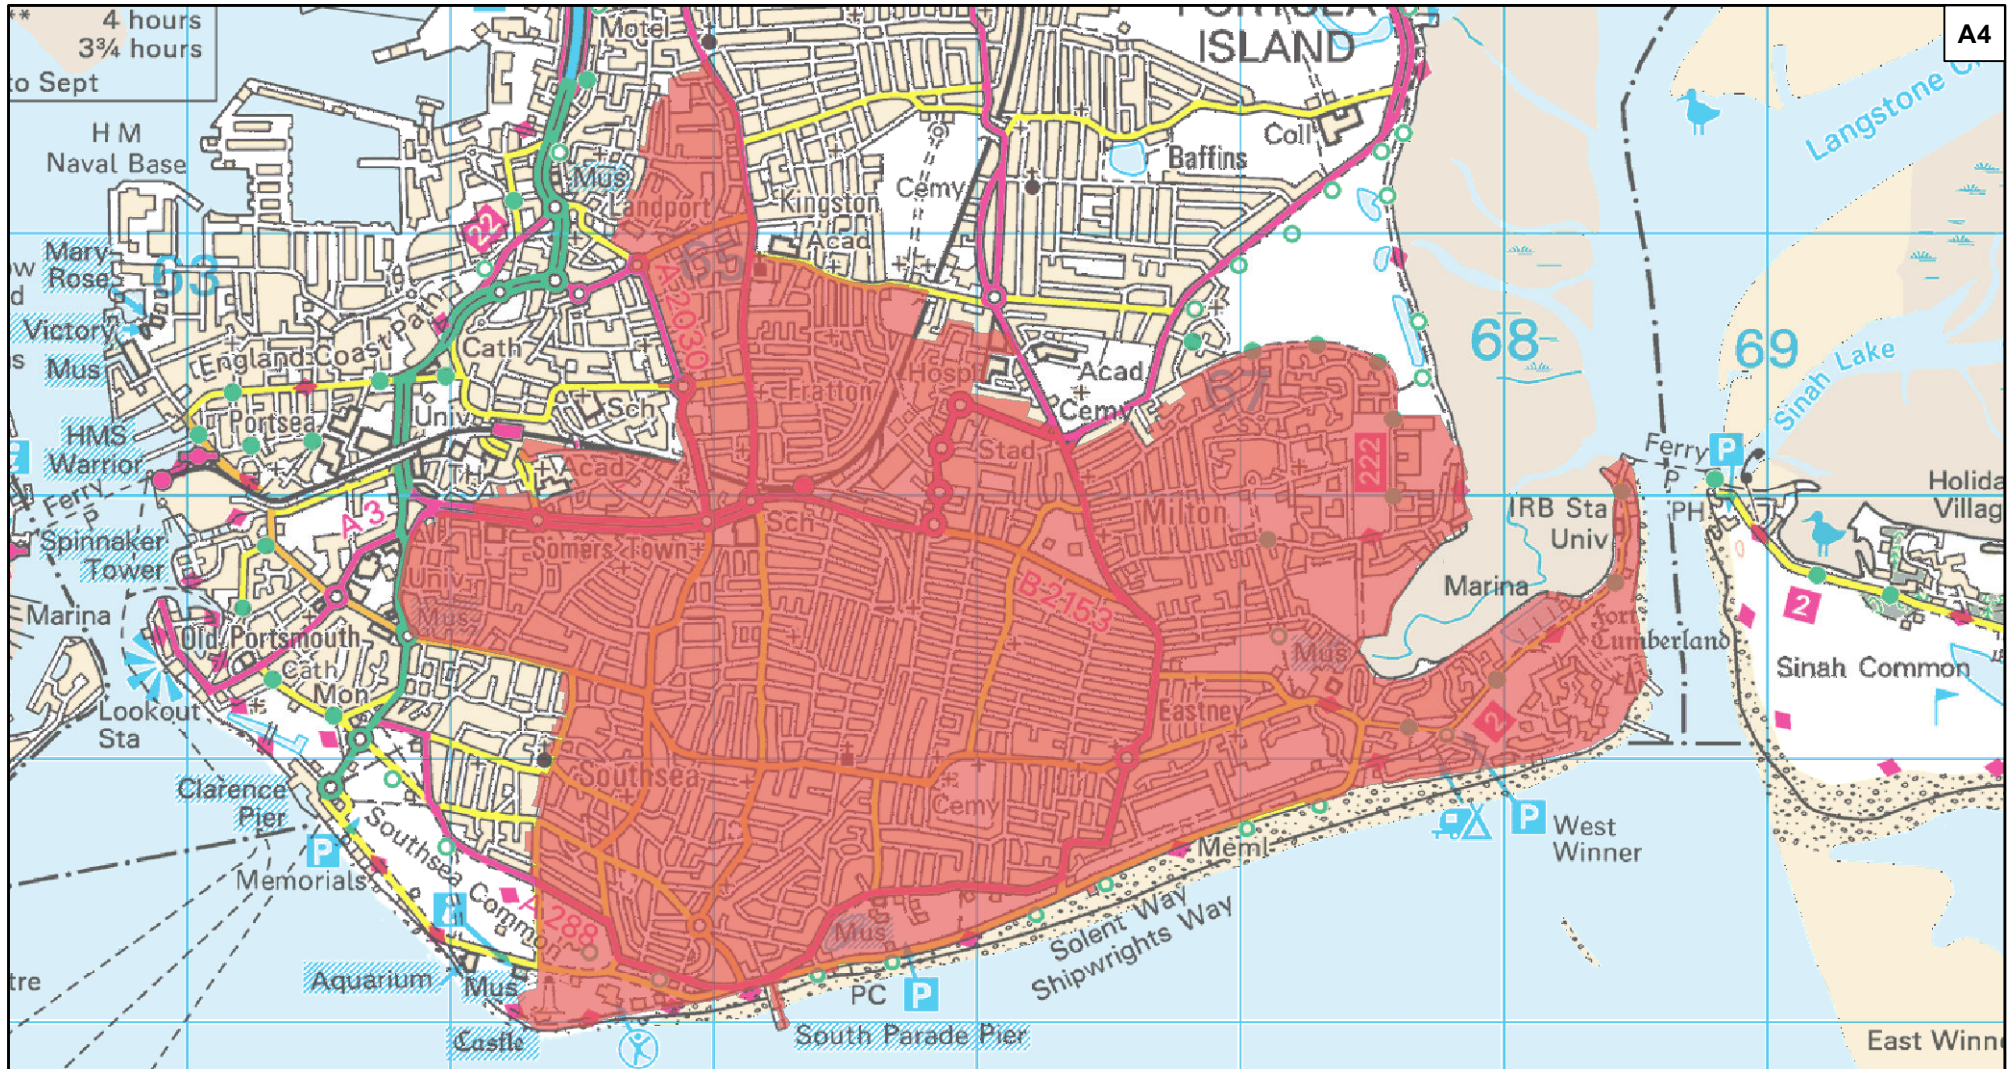 ** 4 hours
3¾ hours
to Sept
Motel
PORTSEA
ISLAND
A4
Langstone
H M
Naval Base
Mus
Coll
Baffins
Kingston
Cemy
Landport
22
Acad
Mary
Rose
63
65
A 2030
Victory
Mus
England Coast Path
Cath
68
69
Sinah Lake
Acad
Cemy
Hospl
Fratton
67
Portsea
Univ
Sch
HMS
Warrior
TH
Acad
Stad
222
Ferry
P
P
Ferry
P
PH
Holida
Villag
A 3
Spinnaker
Tower
Sch
Milton
IRB Sta
Univ
Somers Town
Univ
Mus
B 2153
Marina
Marina
Fort
Cumberland
2
Old Portsmouth
Cath
Mon
Mus
Sinah Common
Lookout
Sta
Eastney
2
Clarence
Pier
Southsea
Cemy
P
West
Winner
P
Memorials
Southsea Common
Meml
i
A 288
Mus
Solent Way
Shipwrights Way
tre
Aquarium
Mus
PC
P
Castle
South Parade Pier
East Winn